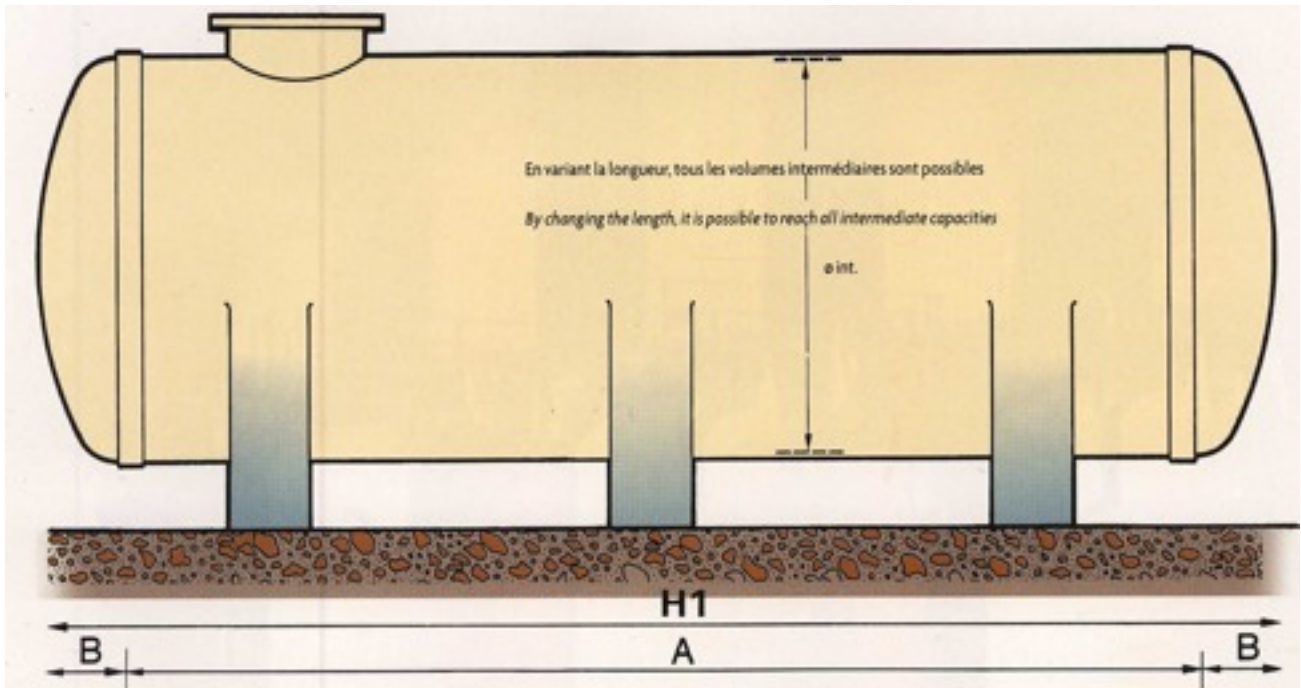 En variant la longueur, tous les volumes intermédiaires sont possibles
By changing the length, it is possible to reach all intermediate capacities
ø int.
H1
B A B